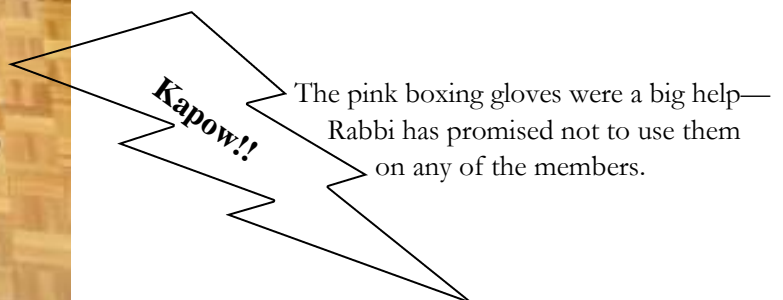 Kapow!!
The pink boxing gloves were a big help—
Rabbi has promised not to use them
on any of the members.